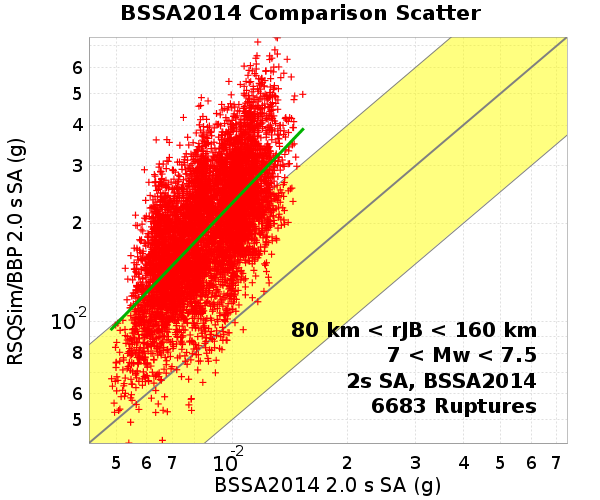 BSSA2014 Comparison Scatter
RSQSim/BBP 2.0 s SA (g)
6
5
4
3
2
10-2
8
6
5
80 km < rJB < 160 km
7 < Mw < 7.5
2s SA, BSSA2014
6683 Ruptures
5 6 7 10-2 2 3 4 5 6 7
BSSA2014 2.0 s SA (g)